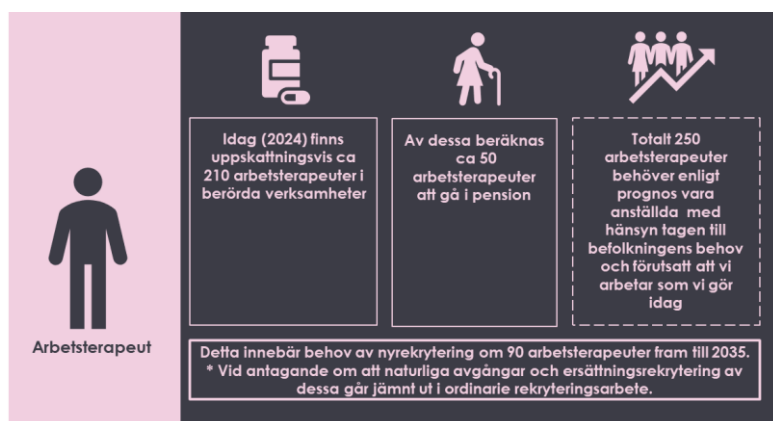 Idag (2024) finns
uppskattningsvis ca
210 arbetsterapeuter i
berörda verksamheter
Av dessa beräknas
ca 50
arbetsterapeuter
att gå i pension
Totalt 250
arbetsterapeuter
behöver enligt
prognos vara
anställda med
hänsyn tagen till
befolkningens behov
och förutsatt att vi
arbetar som vi gör
idag
Arbetsterapeut
Detta innebär behov av nyrekrytering om 90 arbetsterapeuter fram till 2035.
* Vid antagande om att naturliga avgångar och ersättningsrekrytering av
dessa går jämnt ut i ordinarie rekryteringsarbete.